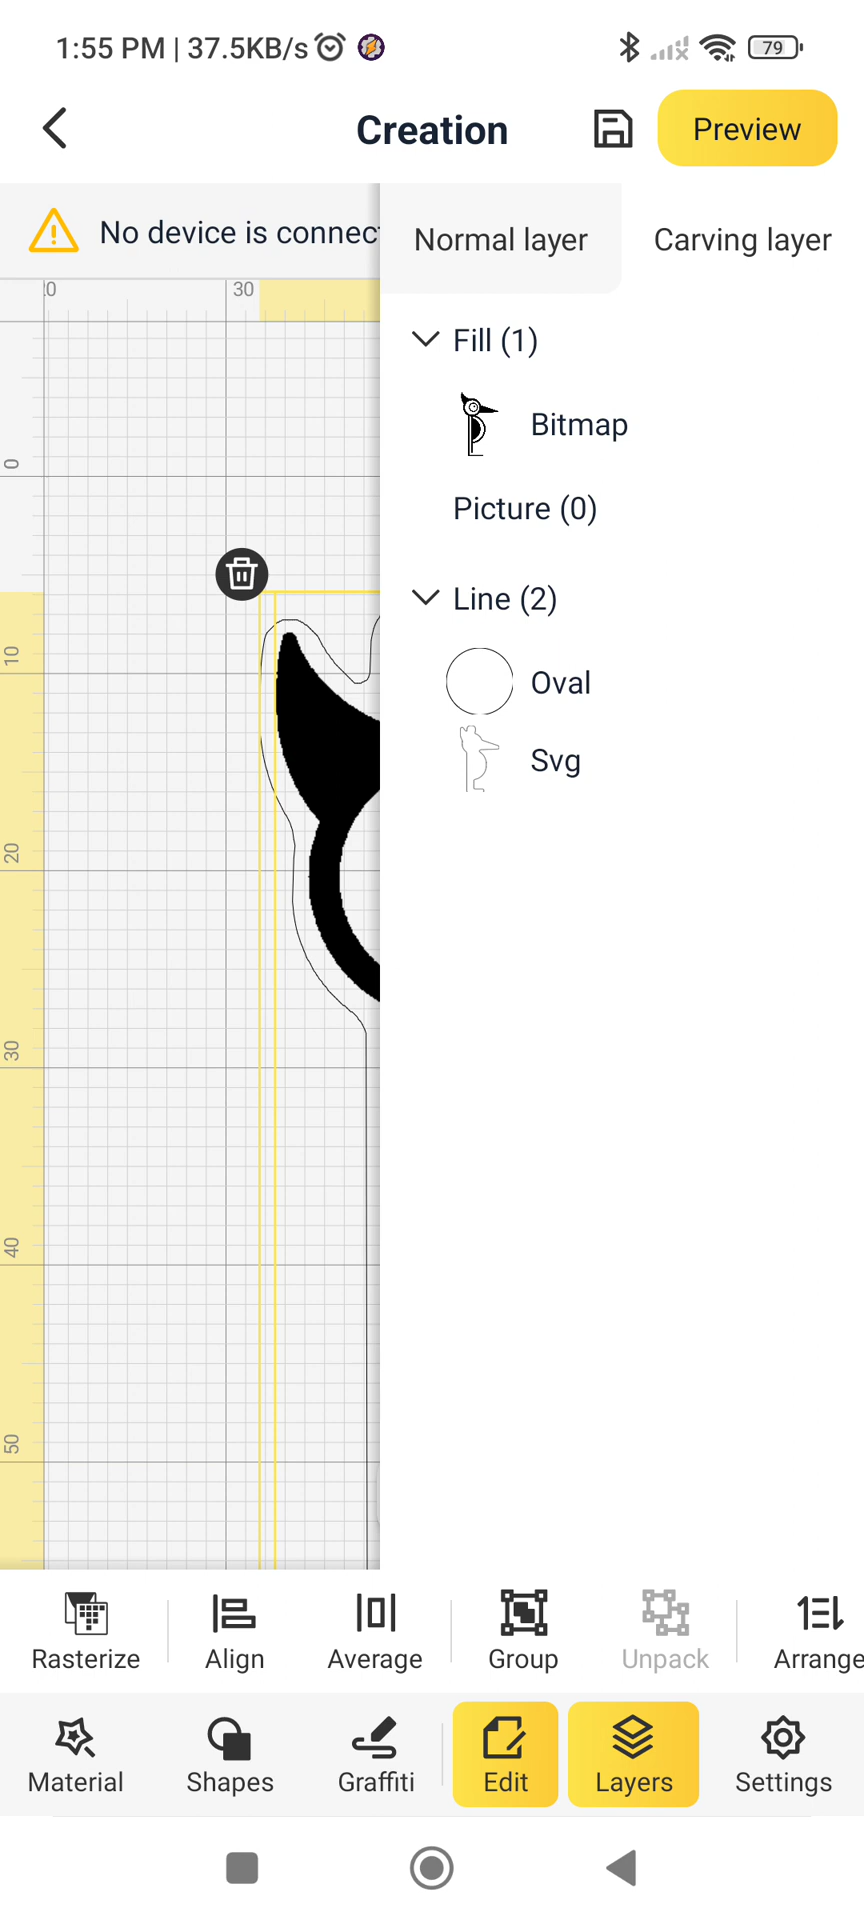 1:55 PM | 37.5KB/s
79
Creation
Preview
No device is connec
Normal layer
Carving layer
30
Fill (1)
Bitmap
Picture (0)
Line (2)
Oval
Svg
0
10
20
30
40
50
Rasterize
Align
Average
Group
Unpack
Arrange
Material
Shapes
Graffiti
Edit
Layers
Settings